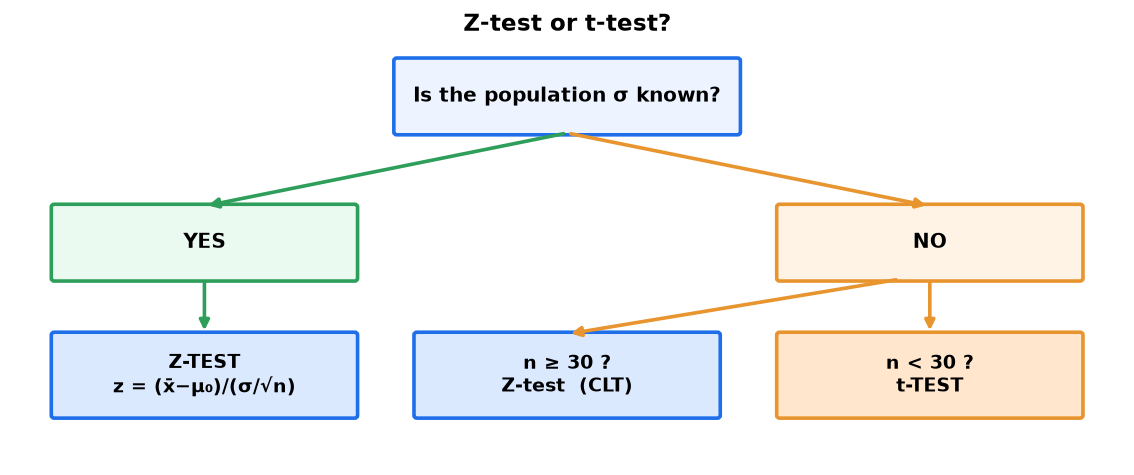 Z-test or t-test?
Is the population σ known?
YES
NO
Z-TEST
z = (x̄−μ₀)/(σ/√n)
n ≥ 30 ?
Z-test  (CLT)
n < 30 ?
t-TEST